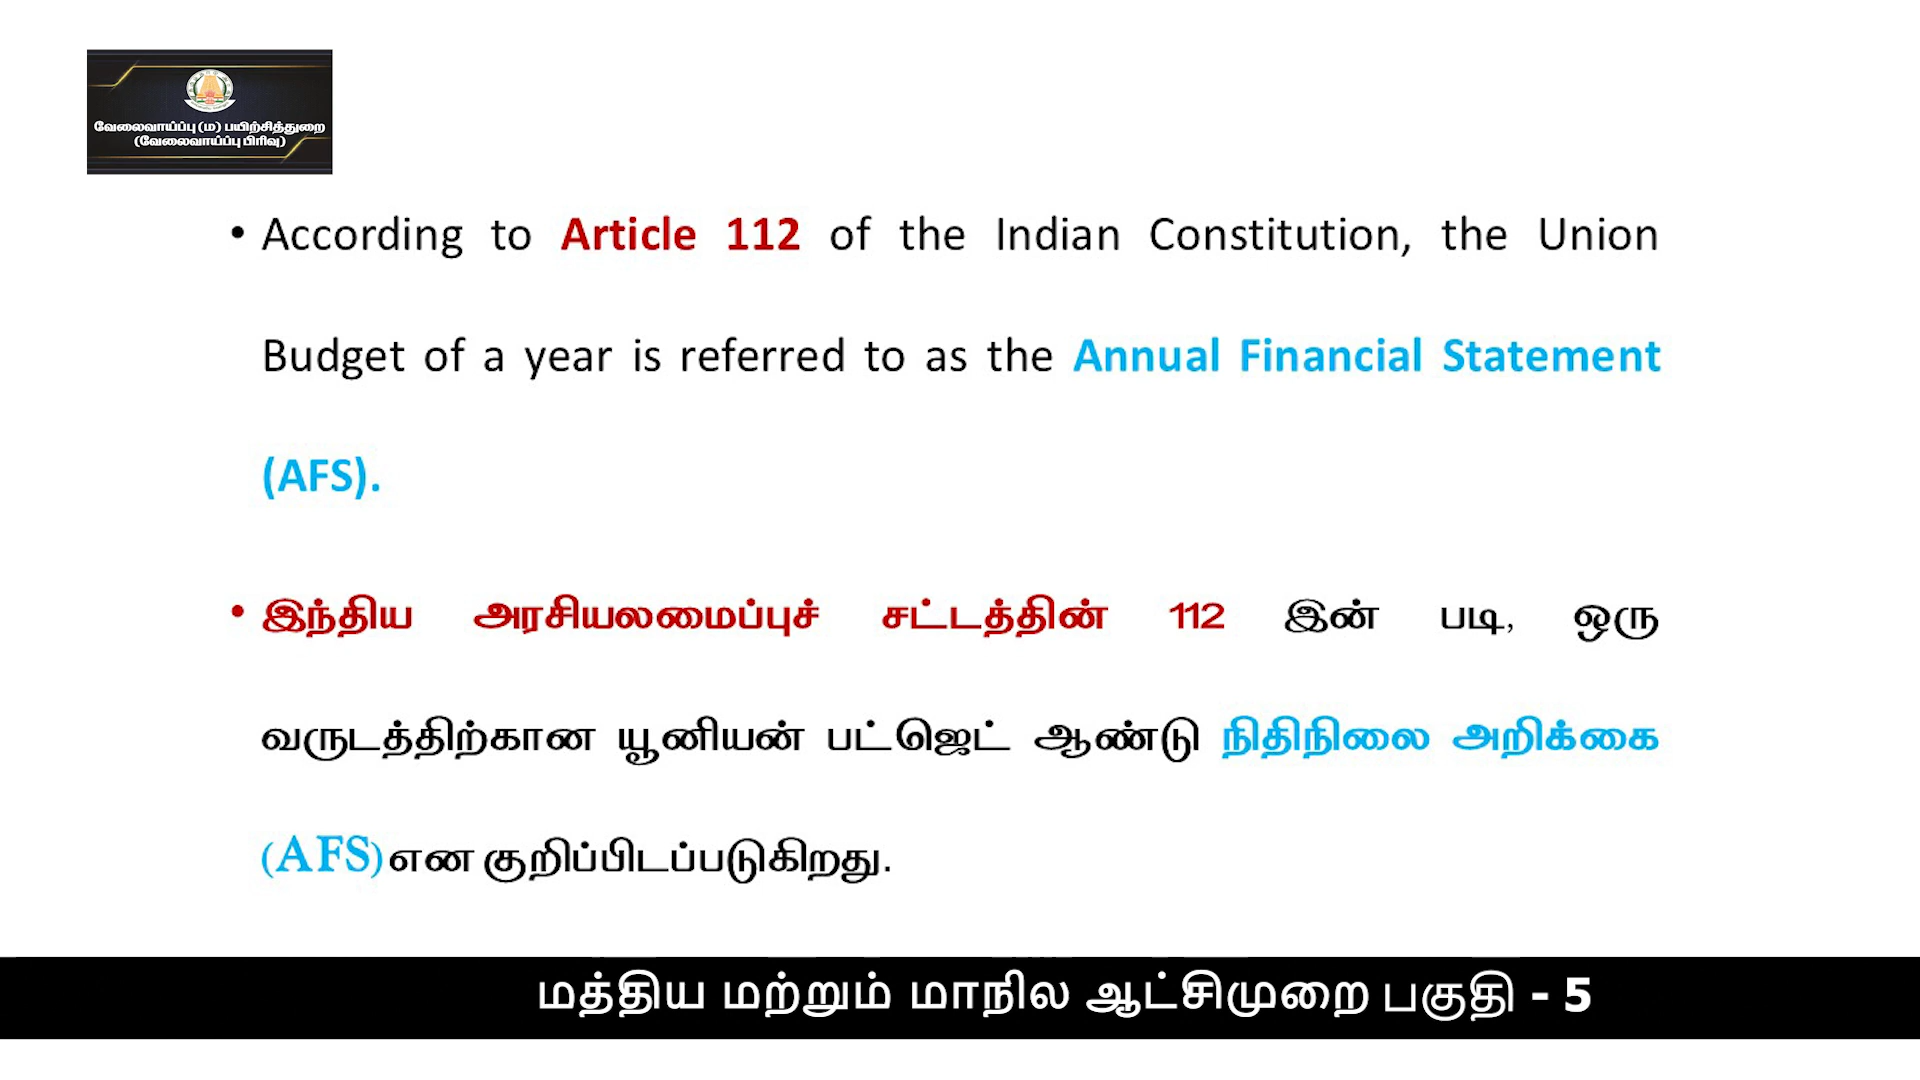 வேலைவாய்ப்பு (ம) பயிற்சித்துறை
(வேலைவாய்ப்பு பிரிவு)
• According to Article 112 of the Indian Constitution, the Union
Budget of a year is referred to as the Annual Financial Statement
(AFS).
• இந்திய அரசியலமைப்புச் சட்டத்தின் 112 இன் படி, ஒரு
வருடத்திற்கான யூனியன் பட்ஜெட் ஆண்டு நிதிநிலை அறிக்கை
(AFS) என குறிப்பிடப்படுகிறது.
மத்திய மற்றும் மாநில ஆட்சிமுறை பகுதி - 5